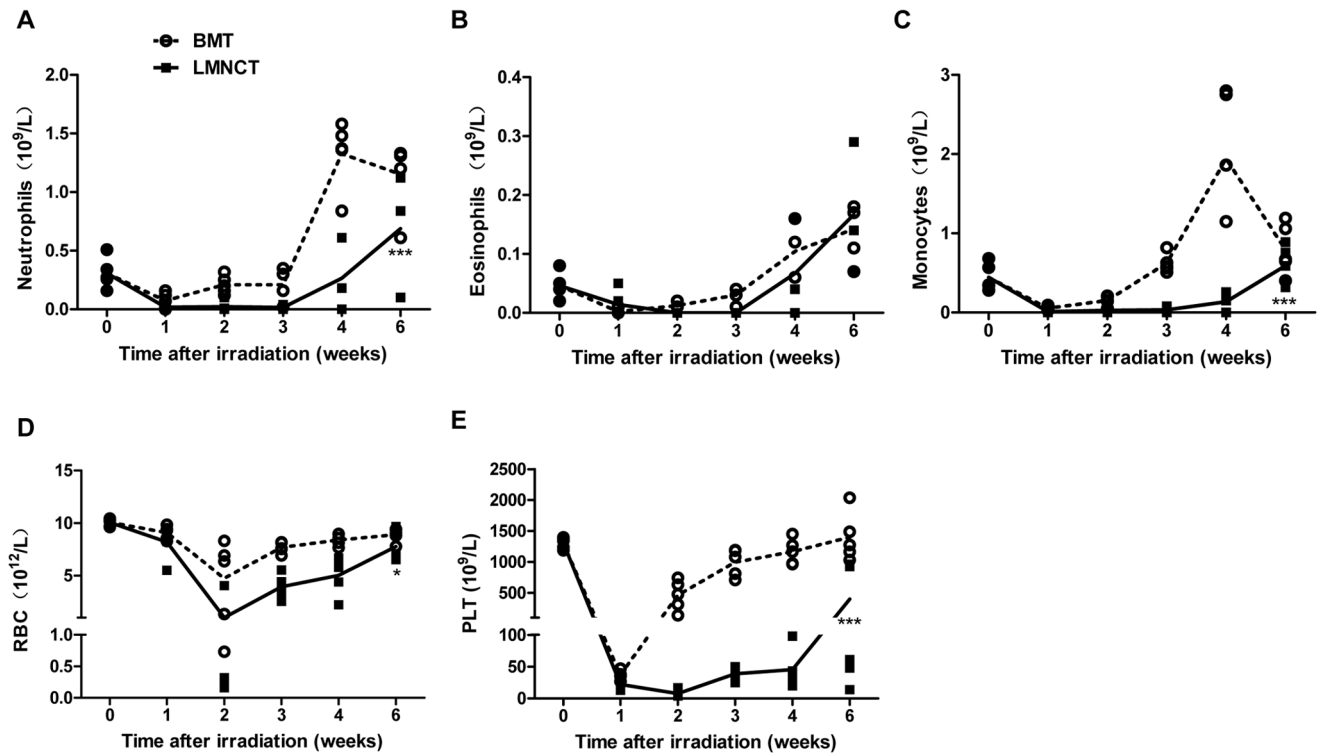 A
BMT
LMNCT
Neutrophils (10⁹/L)
2.0
1.5
1.0
0.5
0.0
***
0 1 2 3 4 6
Time after irradiation (weeks)
B
Eosinophils (10⁹/L)
0.4
0.3
0.2
0.1
0.0
0 1 2 3 4 6
Time after irradiation (weeks)
C
Monocytes (10⁹/L)
3
2
1
0
***
0 1 2 3 4 6
Time after irradiation (weeks)
D
RBC (10¹²/L)
15
10
5
1.0
0.5
0.0
*
0 1 2 3 4 6
Time after irradiation (weeks)
E
PLT (10⁹/L)
2500
2000
1500
1000
500
100
50
0
***
0 1 2 3 4 6
Time after irradiation (weeks)